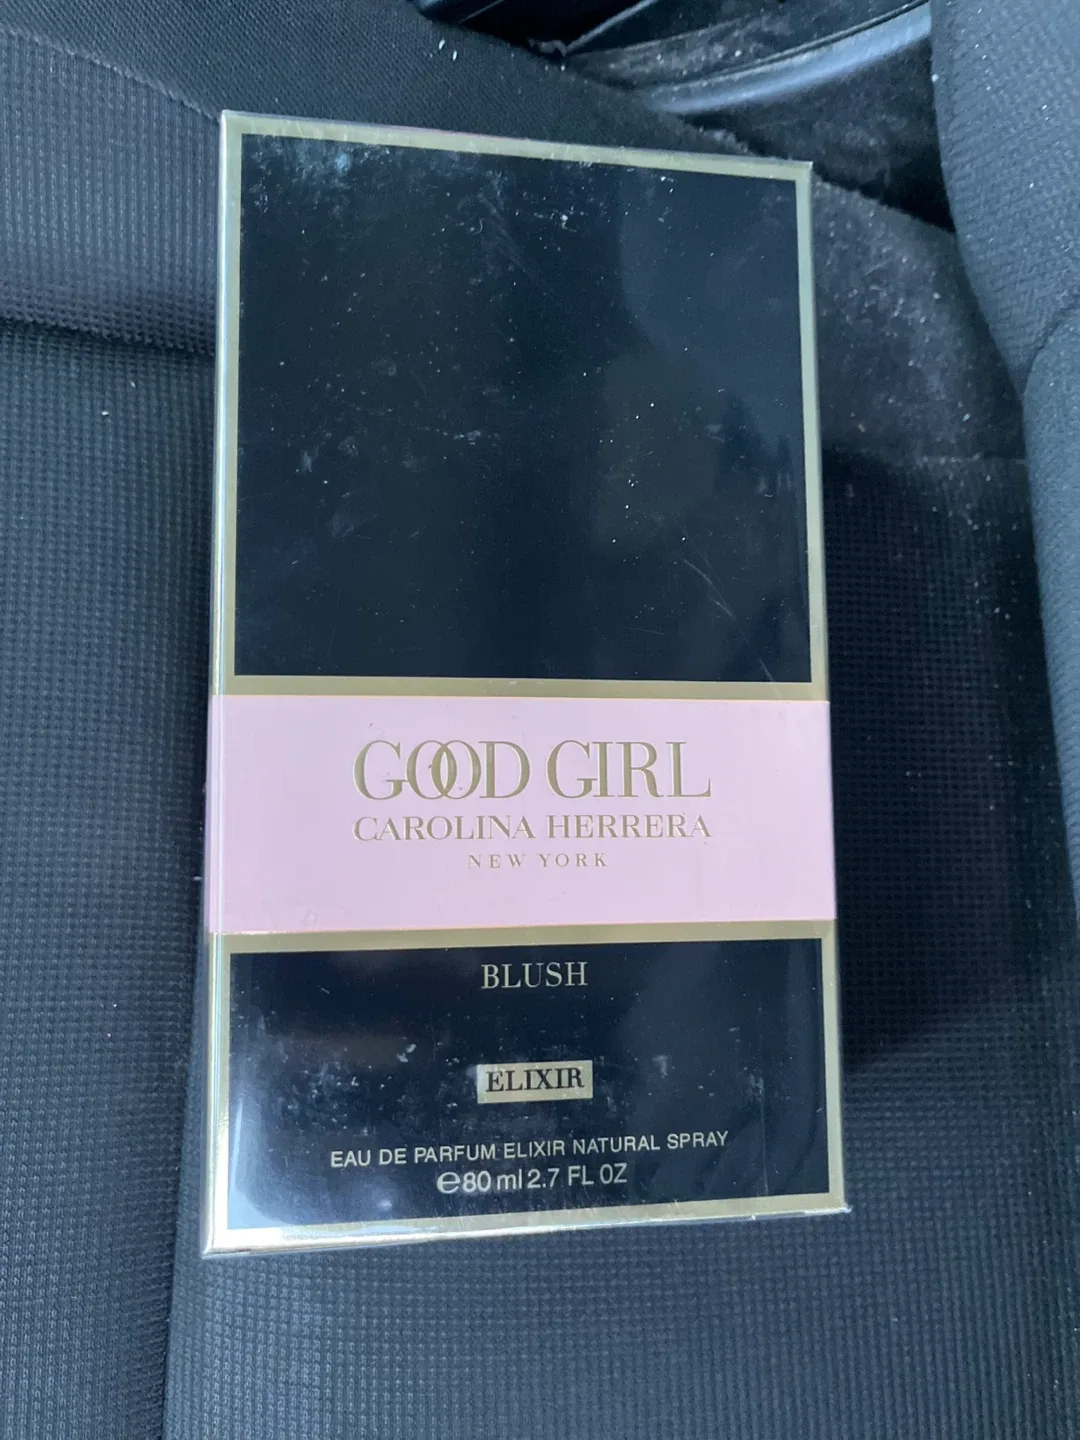 GOOD GIRL
CAROLINA HERRERA
NEW YORK
BLUSH
ELIXIR
EAU DE PARFUM ELIXIR NATURAL SPRAY
℮80 ml 2.7 FL OZ